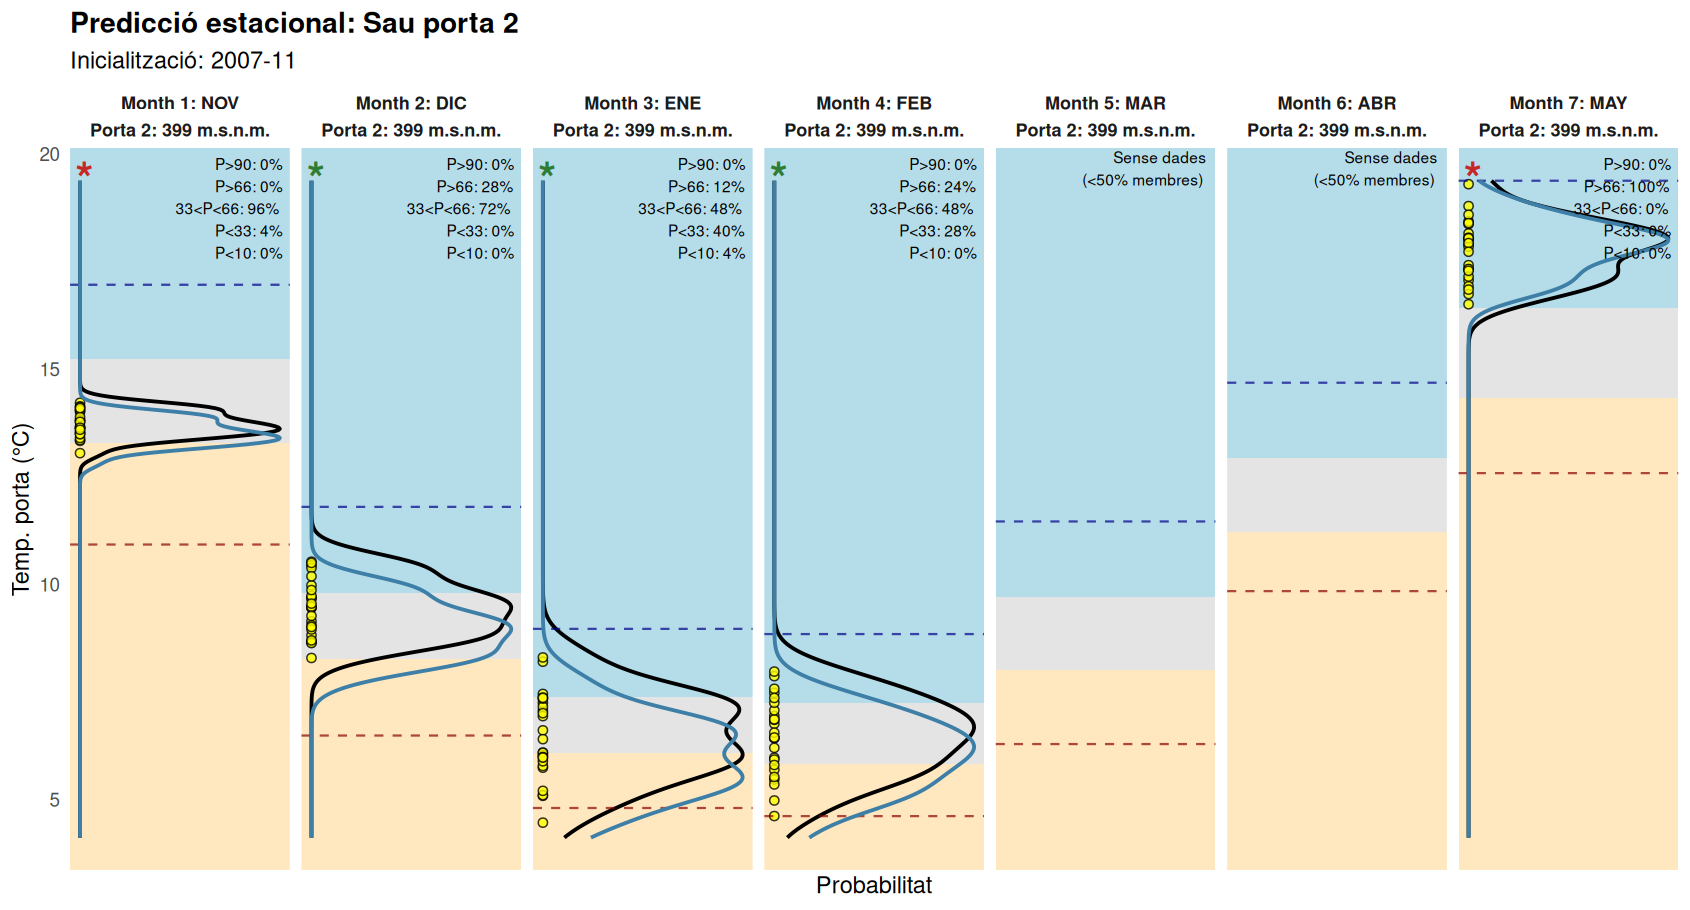 Predicció estacional: Sau porta 2
Inicialització: 2007-11
Month 1: NOV
Porta 2: 399 m.s.n.m.
Month 2: DIC
Porta 2: 399 m.s.n.m.
Month 3: ENE
Porta 2: 399 m.s.n.m.
Month 4: FEB
Porta 2: 399 m.s.n.m.
Month 5: MAR
Porta 2: 399 m.s.n.m.
Month 6: ABR
Porta 2: 399 m.s.n.m.
Month 7: MAY
Porta 2: 399 m.s.n.m.
Temp. porta (°C)
20
15
10
5
*
P>90: 0%
P>66: 0%
33<P<66: 96%
P<33: 4%
P<10: 0%
*
P>90: 0%
P>66: 28%
33<P<66: 72%
P<33: 0%
P<10: 0%
*
P>90: 0%
P>66: 12%
33<P<66: 48%
P<33: 40%
P<10: 4%
*
P>90: 0%
P>66: 24%
33<P<66: 48%
P<33: 28%
P<10: 0%
Sense dades
(<50% membres)
Sense dades
(<50% membres)
*
P>90: 0%
P>66: 100%
33<P<66: 0%
P<33: 0%
P<10: 0%
Probabilitat